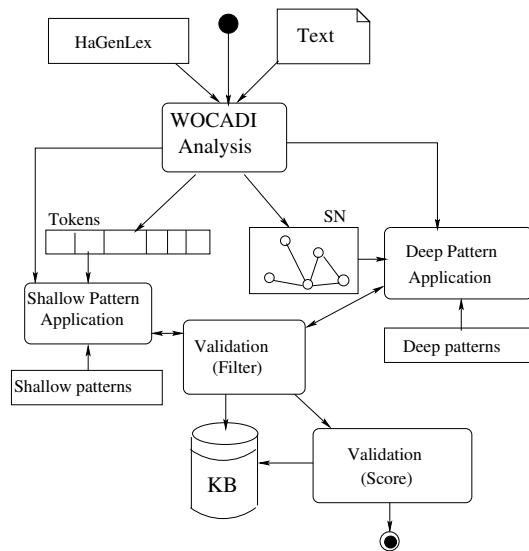 HaGenLex
Text
WOCADI
Analysis
Tokens
SN
Deep Pattern
Application
Shallow Pattern
Application
Validation
(Filter)
Deep patterns
Shallow patterns
KB
Validation
(Score)